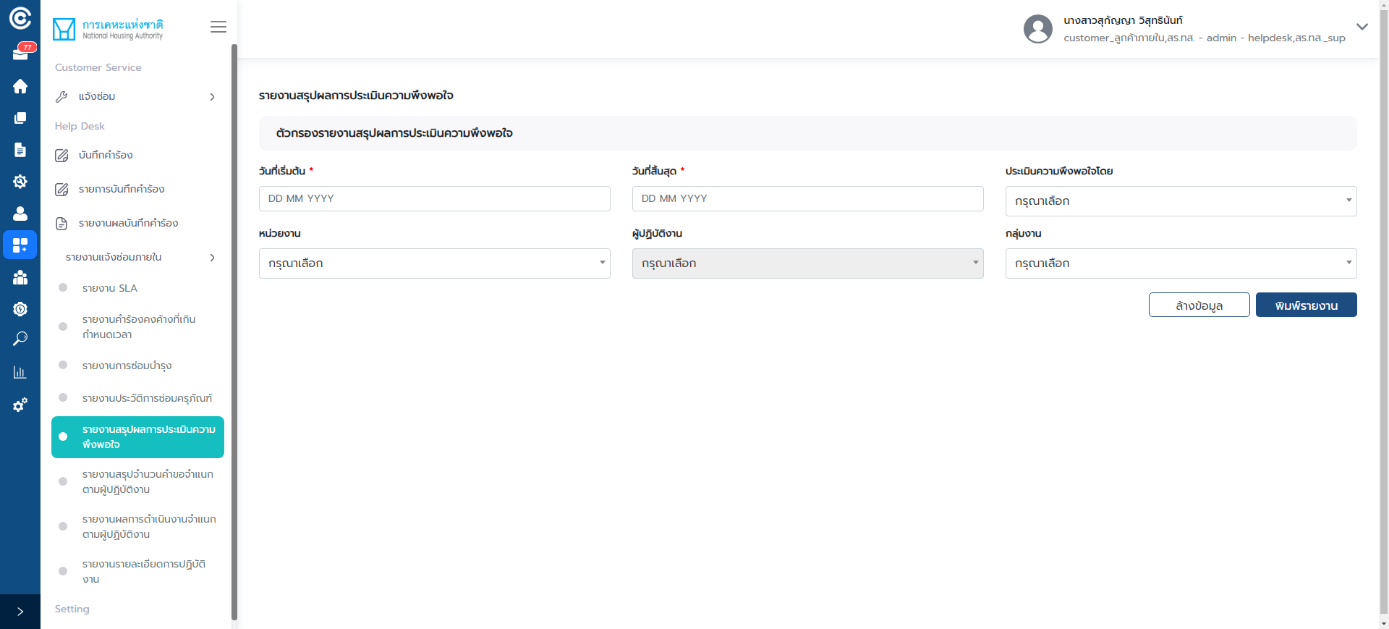 77
การเคหะแห่งชาติ
National Housing Authority
Customer Service
แจ้งซ่อม
Help Desk
บันทึกคำร้อง
รายการบันทึกคำร้อง
รายงานผลบันทึกคำร้อง
รายงานแจ้งซ่อมภายใน
รายงาน SLA
รายงานคำร้องคงค้างที่เกิน
กำหนดเวลา
รายงานการซ่อมบำรุง
รายงานประวัติการซ่อมครุภัณฑ์
รายงานสรุปผลการประเมินความ
พึงพอใจ
รายงานสรุปจำนวนคำขอจำแนก
ตามผู้ปฏิบัติงาน
รายงานผลการดำเนินงานจำแนก
ตามผู้ปฏิบัติงาน
รายงานรายละเอียดการปฏิบัติ
งาน
Setting
นางสาวสุกัญญา วิสุทธินันท์
customer_ลูกค้าภายใน,สร.ทส. - admin - helpdesk,สร.ทส._sup
รายงานสรุปผลการประเมินความพึงพอใจ
ตัวกรองรายงานสรุปผลการประเมินความพึงพอใจ
วันที่เริ่มต้น * วันที่สิ้นสุด * ประเมินความพึงพอใจโดย
DD MM YYYY DD MM YYYY กรุณาเลือก
หน่วยงาน ผู้ปฏิบัติงาน กลุ่มงาน
กรุณาเลือก กรุณาเลือก กรุณาเลือก
ล้างข้อมูล พิมพ์รายงาน